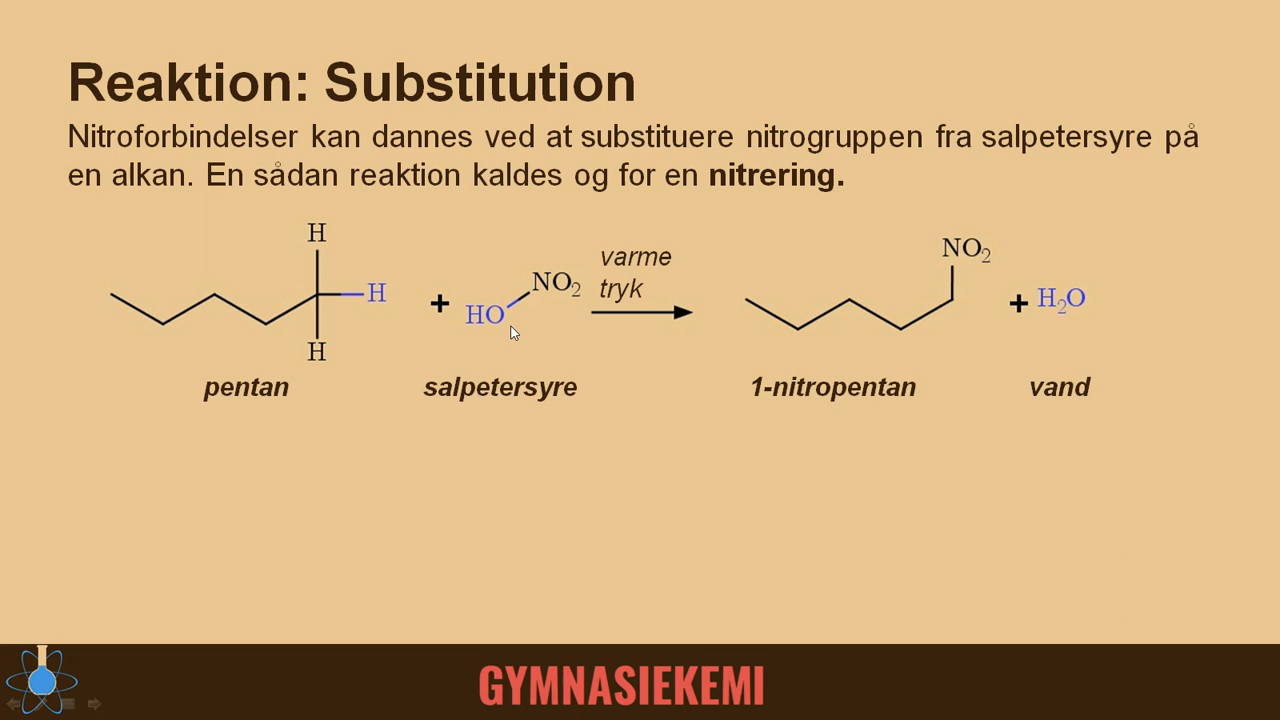 Reaktion: Substitution
Nitroforbindelser kan dannes ved at substituere nitrogruppen fra salpetersyre på
en alkan. En sådan reaktion kaldes og for en nitrering.
H
H
H
+
HO
NO₂
varme
tryk
NO₂
+ H₂O
pentan
salpetersyre
1-nitropentan
vand
GYMNASIEKEMI